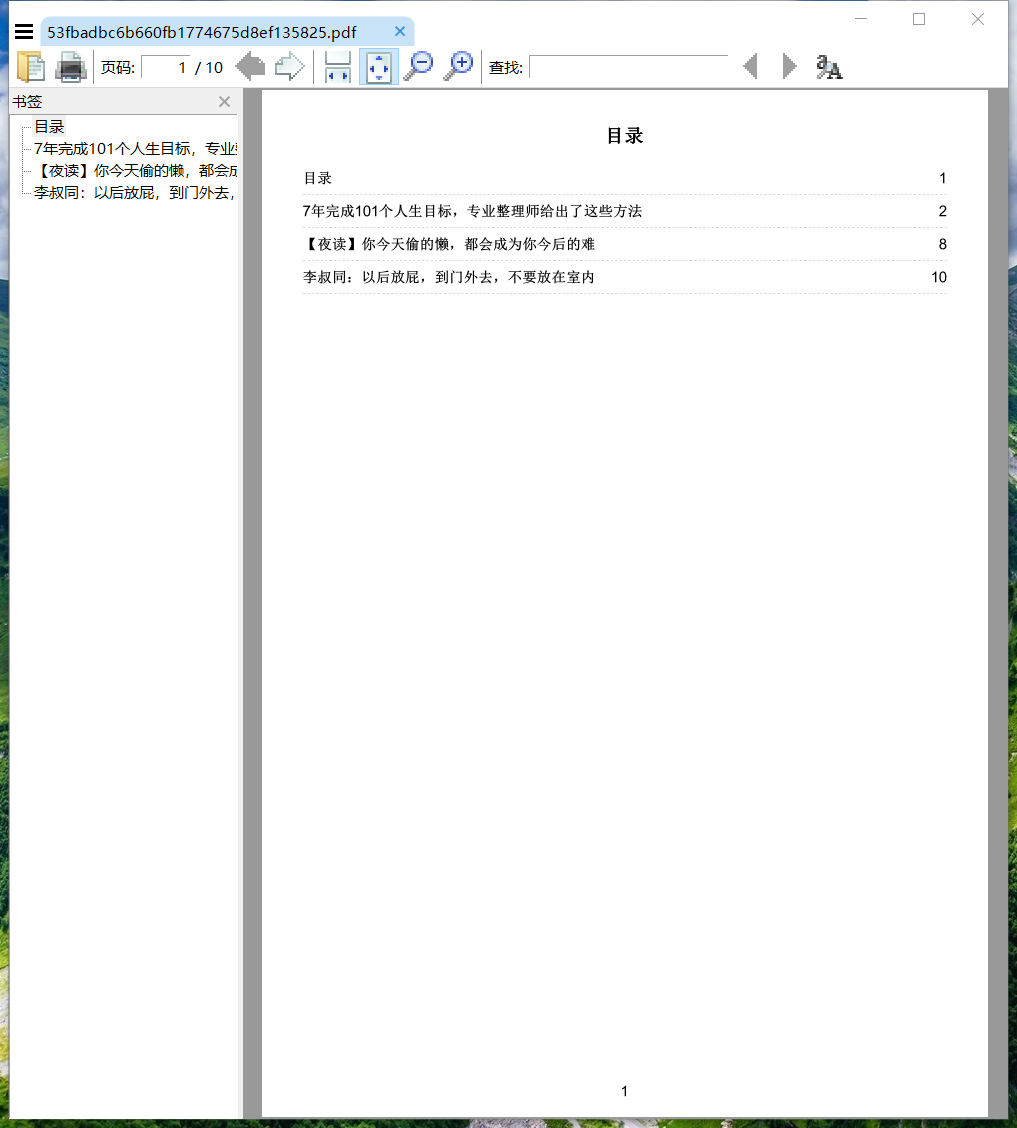 53fbadbc6b660fb1774675d8ef135825.pdf
页码: 1 / 10 查找:
书签
目录
7年完成101个人生目标，专业
【夜读】你今天偷的懒，都会成
李叔同：以后放屁，到门外去，
目录
目录 1
7年完成101个人生目标，专业整理师给出了这些方法 2
【夜读】你今天偷的懒，都会成为你今后的难 8
李叔同：以后放屁，到门外去，不要放在室内 10
1